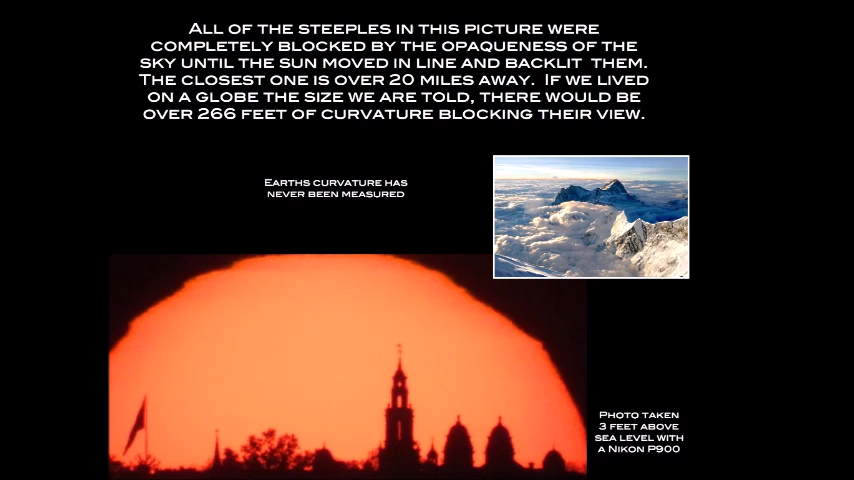 ALL OF THE STEEPLES IN THIS PICTURE WERE
COMPLETELY BLOCKED BY THE OPAQUENESS OF THE
SKY UNTIL THE SUN MOVED IN LINE AND BACKLIT THEM.
THE CLOSEST ONE IS OVER 20 MILES AWAY. IF WE LIVED
ON A GLOBE THE SIZE WE ARE TOLD, THERE WOULD BE
OVER 266 FEET OF CURVATURE BLOCKING THEIR VIEW.
EARTHS CURVATURE HAS
NEVER BEEN MEASURED
PHOTO TAKEN
3 FEET ABOVE
SEA LEVEL WITH
A NIKON P900